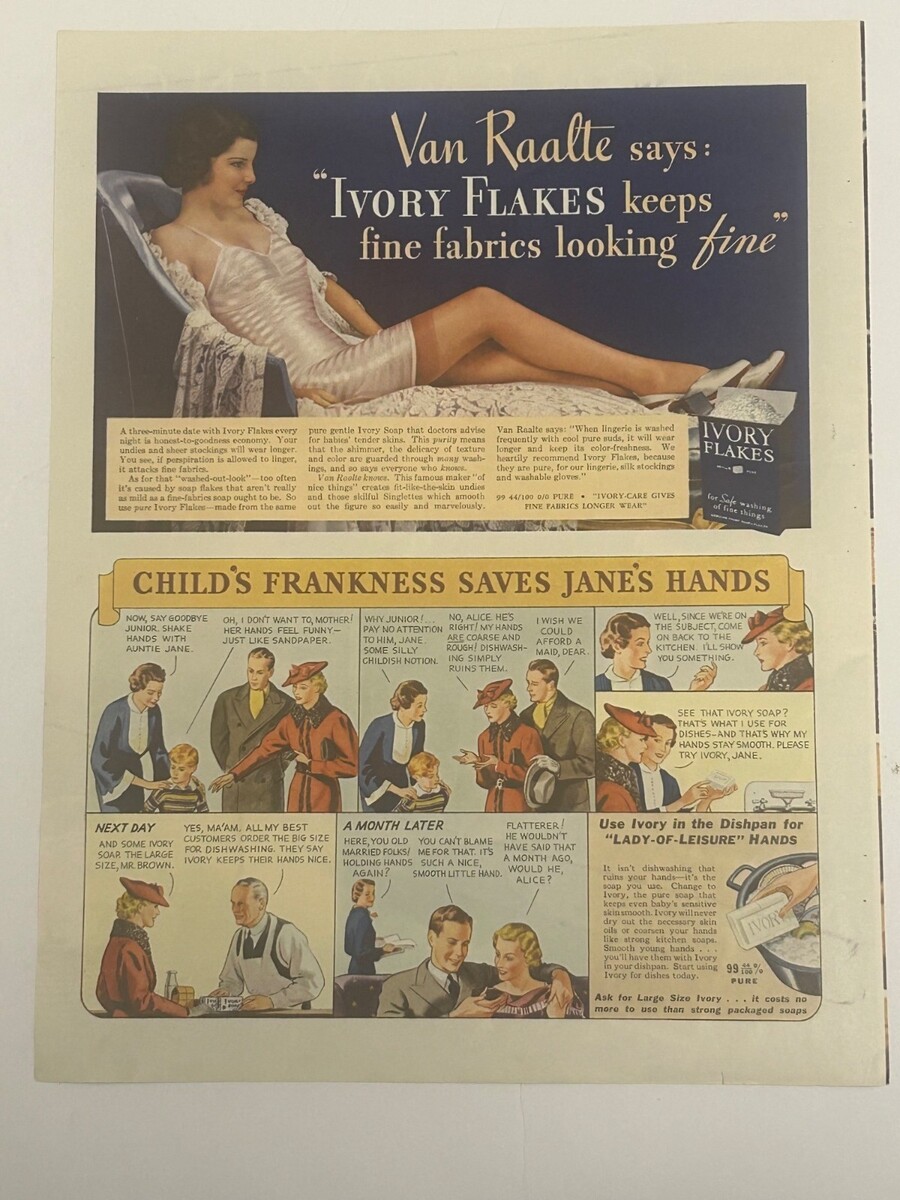 Van Raalte says:
"IVORY FLAKES keeps
fine fabrics looking fine"
A three-minute date with Ivory Flakes every
night is honest-to-goodness economy. Your
undies and sheer stockings will wear longer.
You see, if perspiration is allowed to linger,
it attacks fine fabrics.
As for that "washed-out-look"—too often
it's caused by soap flakes that aren't really
as mild as a fine-fabrics soap ought to be. So
use pure Ivory Flakes—made from the same
pure gentle Ivory Soap that doctors advise
for babies' tender skins. This purity means
that the shimmer, the delicacy of texture
and color are guarded through many wash-
ings, and so says everyone who knows.
Van Raalte knows. This famous maker "of
nice things" creates fit-like-the-skin undies
and those skilful Singlettes which smooth
out the figure so easily and marvelously.
Van Raalte says: "When lingerie is washed
frequently with cool pure suds, it will wear
longer and keep its color-freshness. We
heartily recommend Ivory Flakes, because
they are pure, for our lingerie, silk stockings
and washable gloves."
99 44/100 0/0 PURE • "IVORY-CARE GIVES
FINE FABRICS LONGER WEAR"
IVORY
FLAKES
for Safe washing
of fine things
CHILD'S FRANKNESS SAVES JANE'S HANDS
NOW, SAY GOODBYE
JUNIOR. SHAKE
HANDS WITH
AUNTIE JANE.
OH, I DON'T WANT TO, MOTHER!
HER HANDS FEEL FUNNY—
JUST LIKE SANDPAPER.
WHY JUNIOR!...
PAY NO ATTENTION
TO HIM, JANE.
SOME SILLY
CHILDISH NOTION.
NO, ALICE. HE'S
RIGHT! MY HANDS
ARE COARSE AND
ROUGH! DISHWASH-
ING SIMPLY
RUINS THEM.
I WISH WE
COULD
AFFORD A
MAID, DEAR.
WELL, SINCE WE'RE ON
THE SUBJECT, COME
ON BACK TO THE
KITCHEN. I'LL SHOW
YOU SOMETHING.
SEE THAT IVORY SOAP?
THAT'S WHAT I USE FOR
DISHES—AND THAT'S WHY MY
HANDS STAY SMOOTH. PLEASE
TRY IVORY, JANE.
NEXT DAY
AND SOME IVORY
SOAP. THE LARGE
SIZE, MR. BROWN.
YES, MA'AM. ALL MY BEST
CUSTOMERS ORDER THE BIG SIZE
FOR DISHWASHING. THEY SAY
IVORY KEEPS THEIR HANDS NICE.
A MONTH LATER
HERE, YOU OLD
MARRIED FOLKS!
HOLDING HANDS
AGAIN?
YOU CAN'T BLAME
ME FOR THAT. IT'S
SUCH A NICE,
SMOOTH LITTLE HAND.
FLATTERER!
HE WOULDN'T
HAVE SAID THAT
A MONTH AGO,
WOULD HE,
ALICE?
Use Ivory in the Dishpan for
"LADY-OF-LEISURE" HANDS
It isn't dishwashing that
ruins your hands—it's the
soap you use. Change to
Ivory, the pure soap that
keeps even baby's sensitive
skin smooth. Ivory will never
dry out the necessary skin
oils or coarsen your hands
like strong kitchen soaps.
Smooth young hands . . .
you'll have them with Ivory
in your dishpan. Start using
Ivory for dishes today.
IVORY
99 44/100 %
PURE
Ask for Large Size Ivory . . . it costs no
more to use than strong packaged soaps